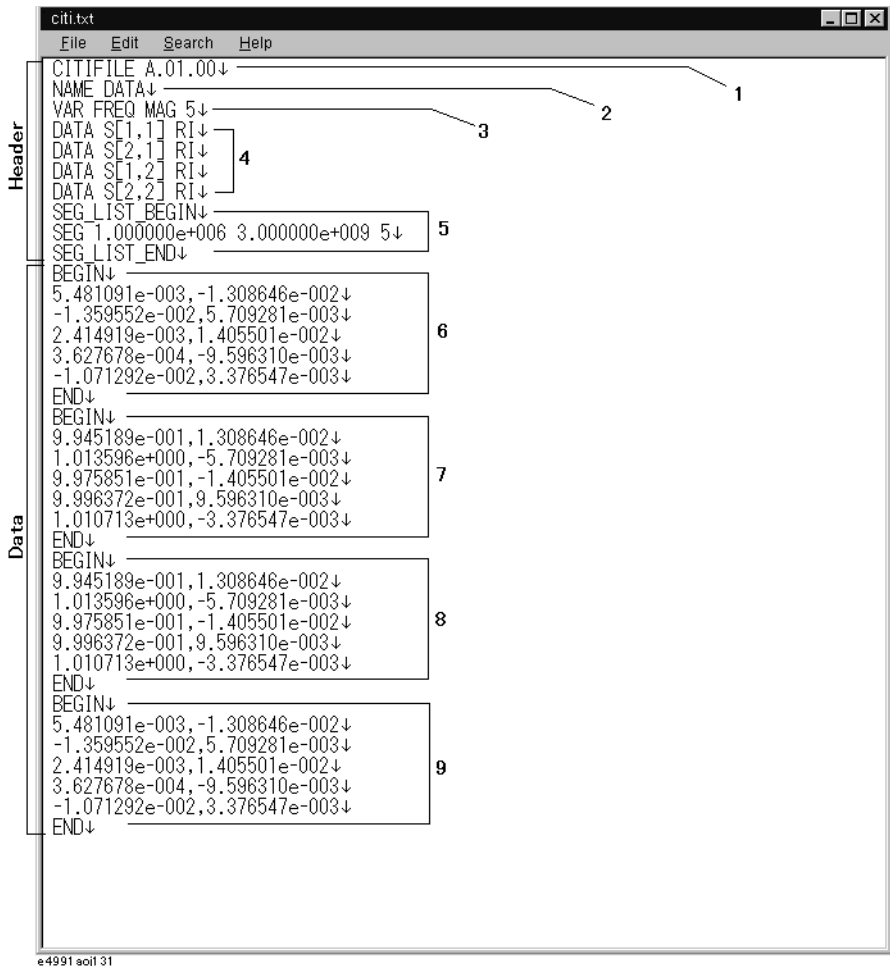 citi.txt
File Edit Search Help
CITIFILE A.01.00↓
1
NAME DATA↓
2
VAR FREQ MAG 5↓
3
Header
DATA S[1,1] RI↓
DATA S[2,1] RI↓
4
DATA S[1,2] RI↓
DATA S[2,2] RI↓
SEG_LIST_BEGIN↓
SEG 1.000000e+006 3.000000e+009 5↓
5
SEG_LIST_END↓
BEGIN↓
5.481091e-003,-1.308646e-002↓
-1.359552e-002,5.709281e-003↓
2.414919e-003,1.405501e-002↓
6
3.627678e-004,-9.596310e-003↓
-1.071292e-002,3.376547e-003↓
END↓
BEGIN↓
9.945189e-001,1.308646e-002↓
1.013596e+000,-5.709281e-003↓
9.975851e-001,-1.405501e-002↓
7
9.996372e-001,9.596310e-003↓
1.010713e+000,-3.376547e-003↓
Data
END↓
BEGIN↓
9.945189e-001,1.308646e-002↓
1.013596e+000,-5.709281e-003↓
9.975851e-001,-1.405501e-002↓
8
9.996372e-001,9.596310e-003↓
1.010713e+000,-3.376547e-003↓
END↓
BEGIN↓
5.481091e-003,-1.308646e-002↓
-1.359552e-002,5.709281e-003↓
2.414919e-003,1.405501e-002↓
9
3.627678e-004,-9.596310e-003↓
-1.071292e-002,3.376547e-003↓
END↓
e4991aoj131